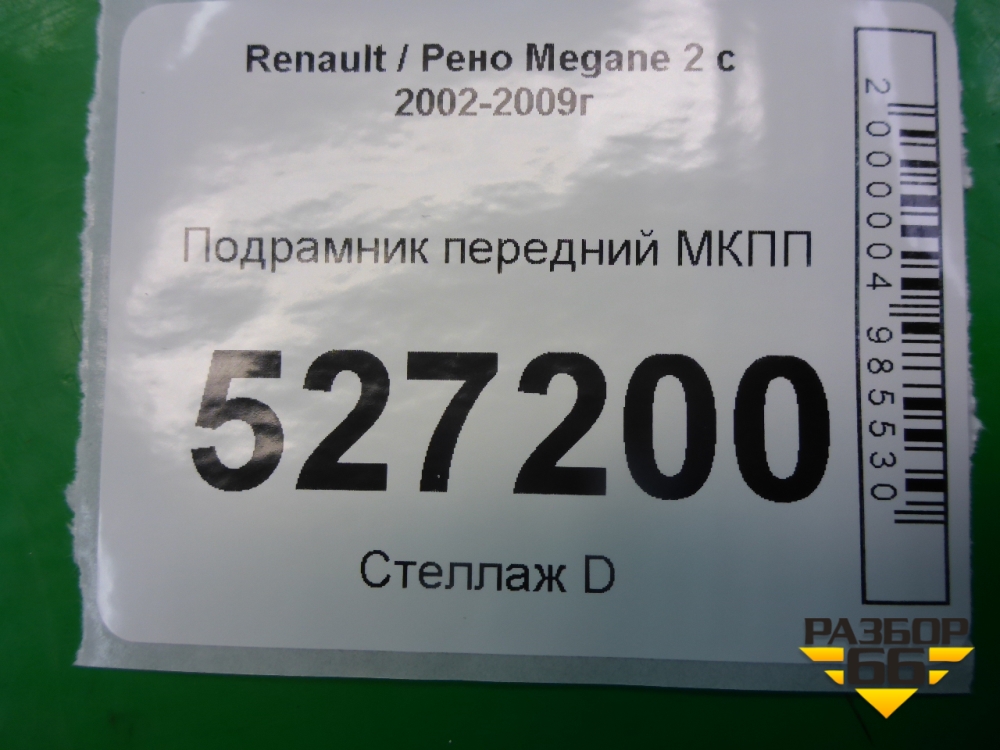 Renault / Рено Megane 2 с
2002-2009г
Подрамник передний МКПП
527200
Стеллаж D
2000004985530
РАЗБОР
66